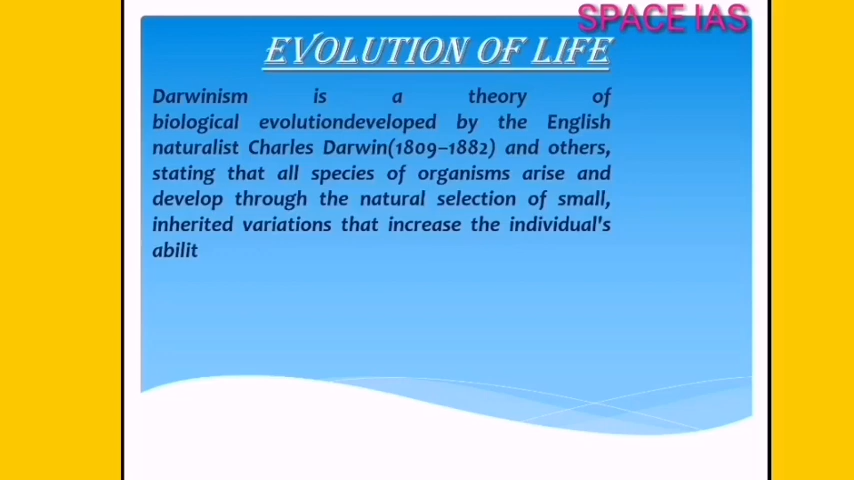 SPACE IAS
EVOLUTION OF LIFE
Darwinism is a theory of
biological evolutiondeveloped by the English
naturalist Charles Darwin(1809–1882) and others,
stating that all species of organisms arise and
develop through the natural selection of small,
inherited variations that increase the individual's
abilit